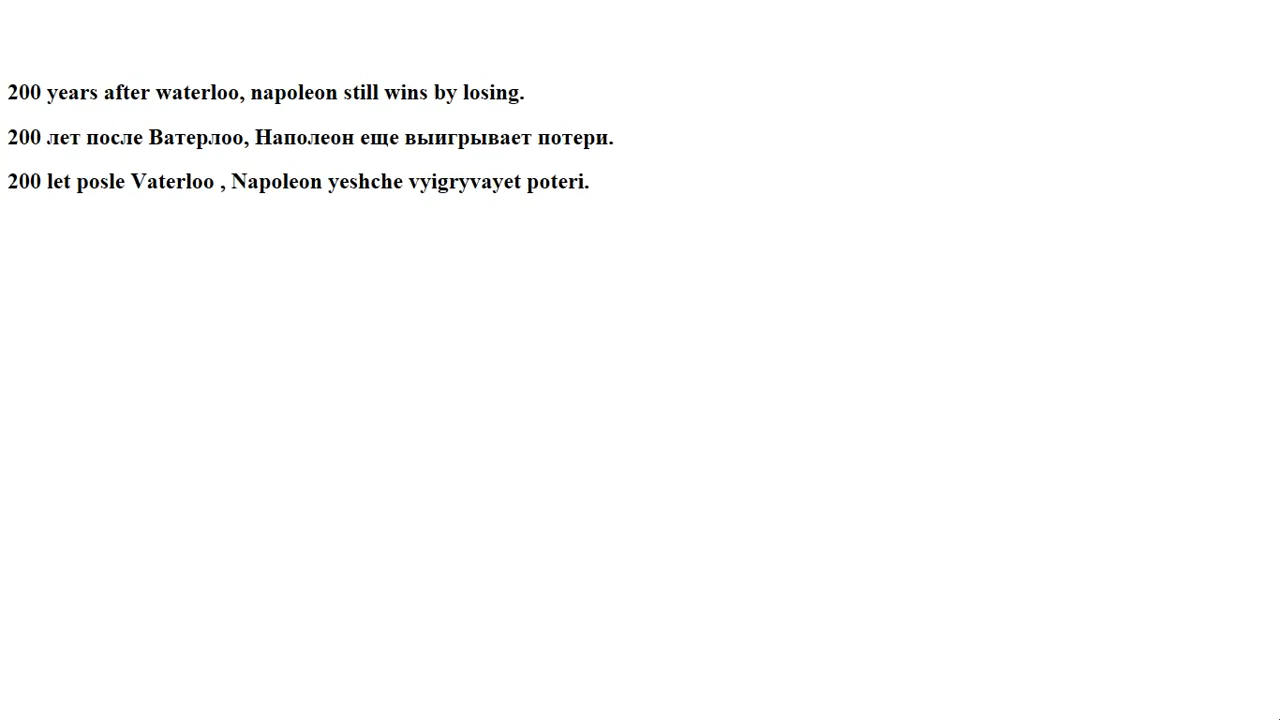 200 years after waterloo, napoleon still wins by losing.
200 лет после Ватерлоо, Наполеон еще выигрывает потери.
200 let posle Vaterloo , Napoleon yeshche vyigryvayet poteri.